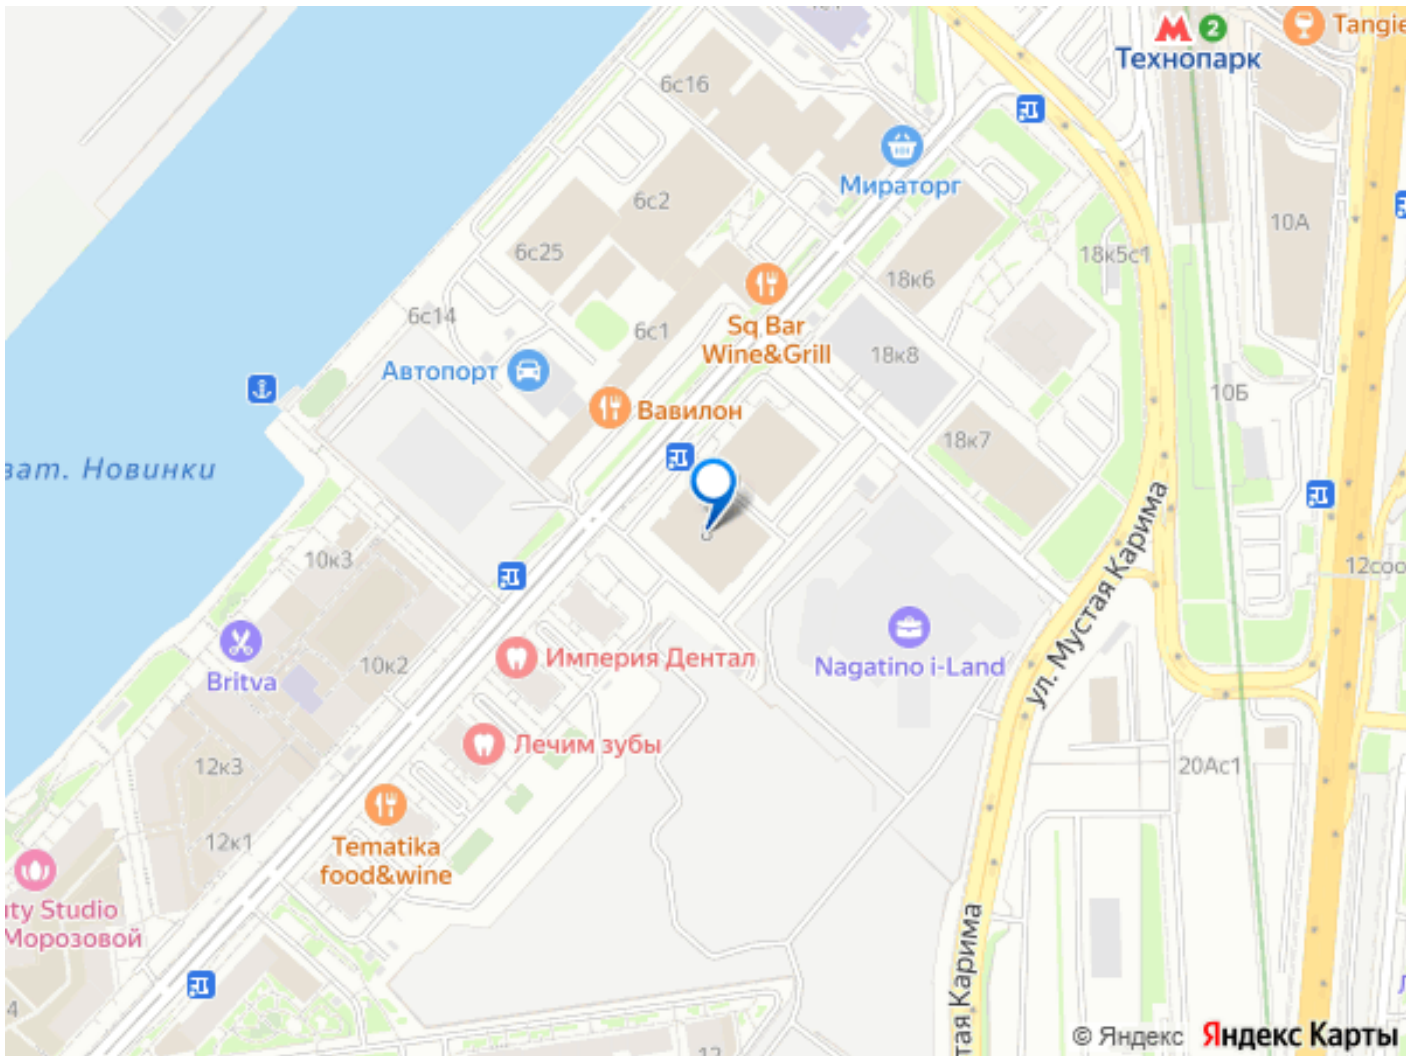 Tangie
2
Технопарк
6с16
Мираторг
6с2
10А
6с25
18к5с1
18к6
6с14
Sq Bar
Wine&Grill
6с1
18к8
Автопорт
10Б
Вавилон
18к7
зат. Новинки
ул. Мустая Карима
10к3
12соо
Империя Дентал
Nagatino i-Land
10к2
Britva
Лечим зубы
12к3
20Ас1
12к1
Tematika
food&wine
uty Studio
Морозовой
тая Карима
4
12
© Яндекс Яндекс Карты